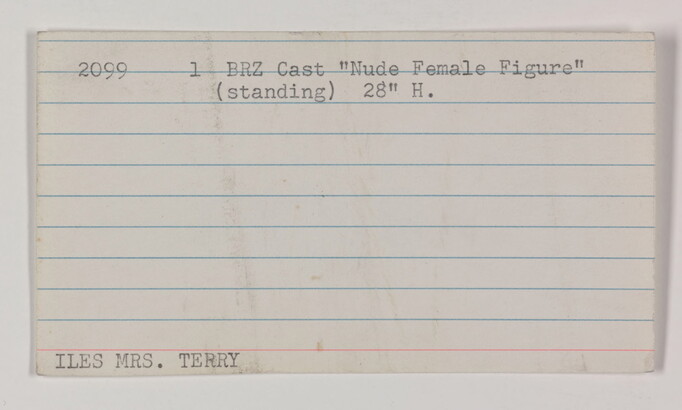 2099 1 BRZ Cast "Nude Female Figure"
(standing) 28" H.
ILES MRS. TERRY